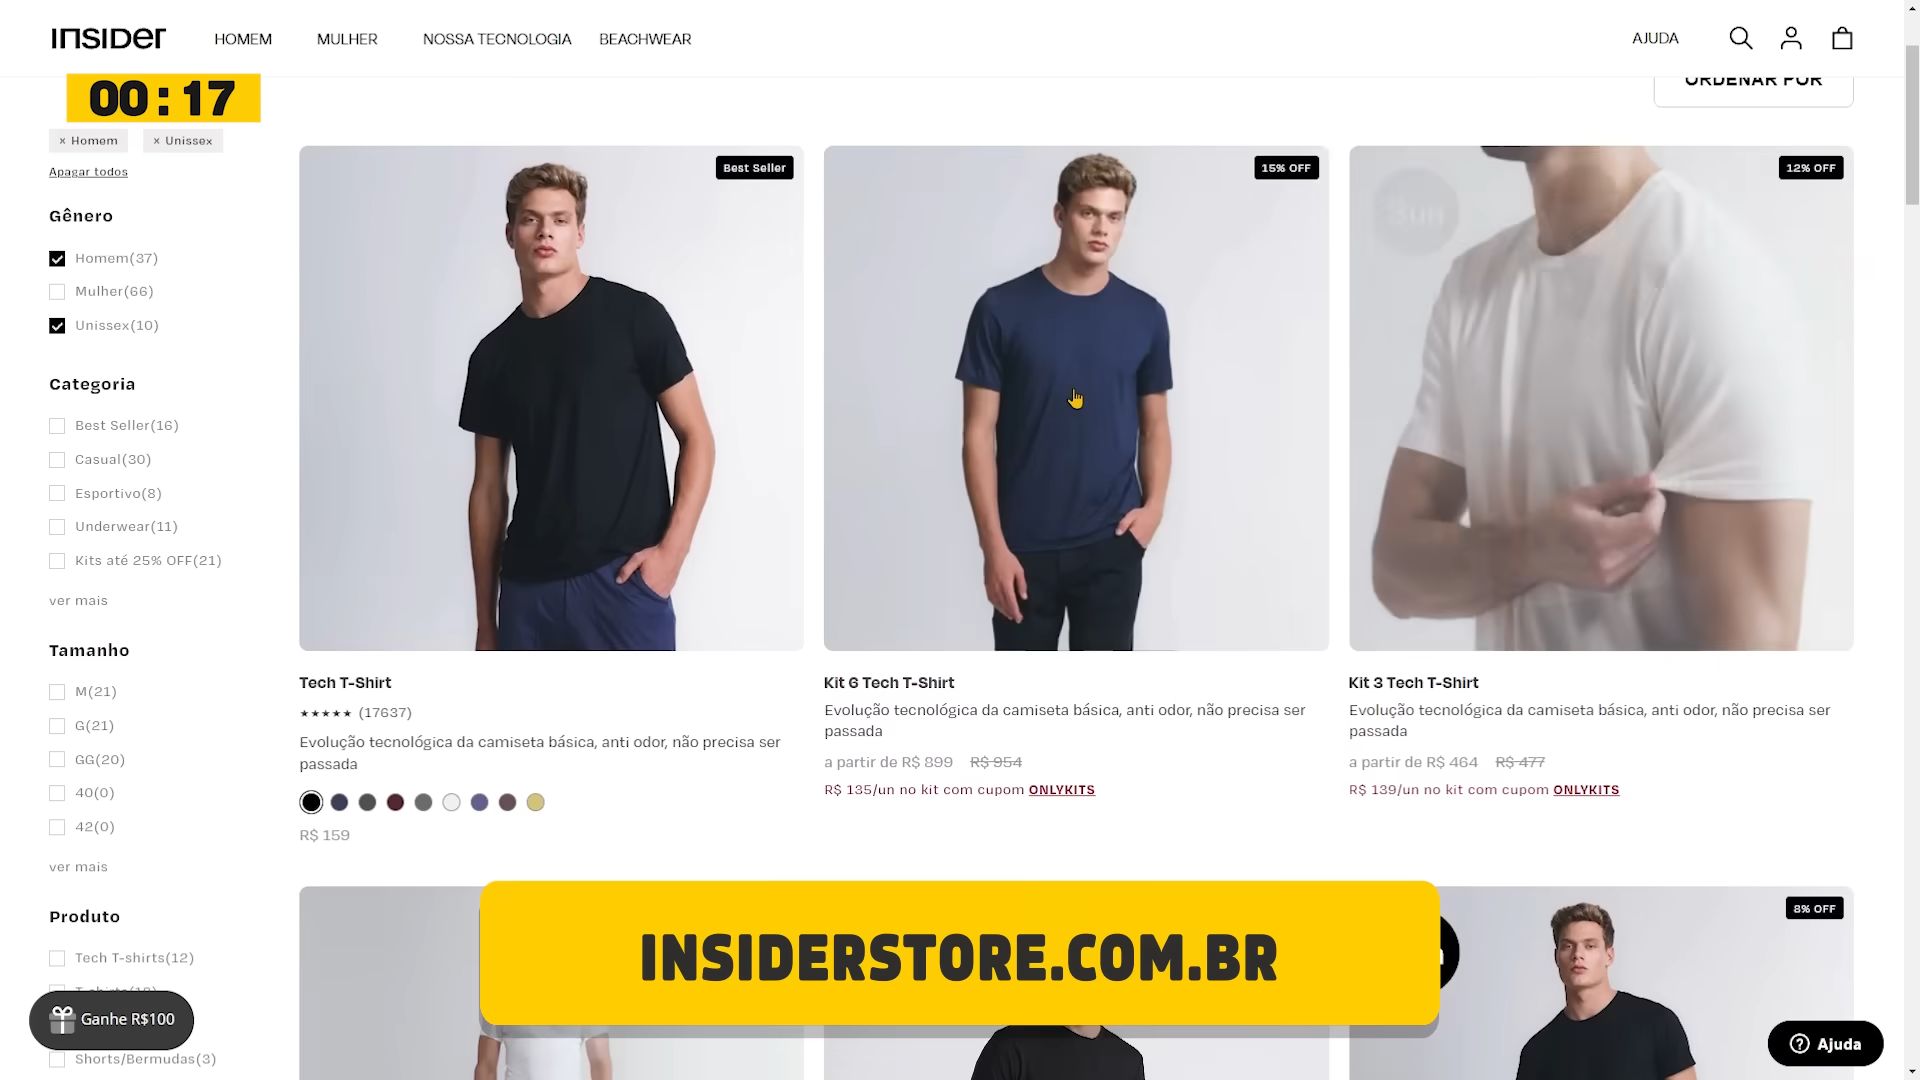 INSIDER
HOMEM
MULHER
NOSSA TECNOLOGIA
BEACHWEAR
AJUDA
ORDENAR POR
00:17
× Homem
× Unissex
Apagar todos
Gênero
Homem(37)
Mulher(66)
Unissex(10)
Categoria
Best Seller(16)
Casual(30)
Esportivo(8)
Underwear(11)
Kits até 25% OFF(21)
ver mais
Tamanho
M(21)
G(21)
GG(20)
40(0)
42(0)
ver mais
Produto
Tech T-shirts(12)
Shorts/Bermudas(3)
Ganhe R$100
Best Seller
Tech T-Shirt
★★★★★ (17637)
Evolução tecnológica da camiseta básica, anti odor, não precisa ser
passada
R$ 159
15% OFF
Kit 6 Tech T-Shirt
Evolução tecnológica da camiseta básica, anti odor, não precisa ser
passada
a partir de R$ 899 R$ 954
R$ 135/un no kit com cupom ONLYKITS
12% OFF
Kit 3 Tech T-Shirt
Evolução tecnológica da camiseta básica, anti odor, não precisa ser
passada
a partir de R$ 464 R$ 477
R$ 139/un no kit com cupom ONLYKITS
8% OFF
INSIDERSTORE.COM.BR
Ajuda